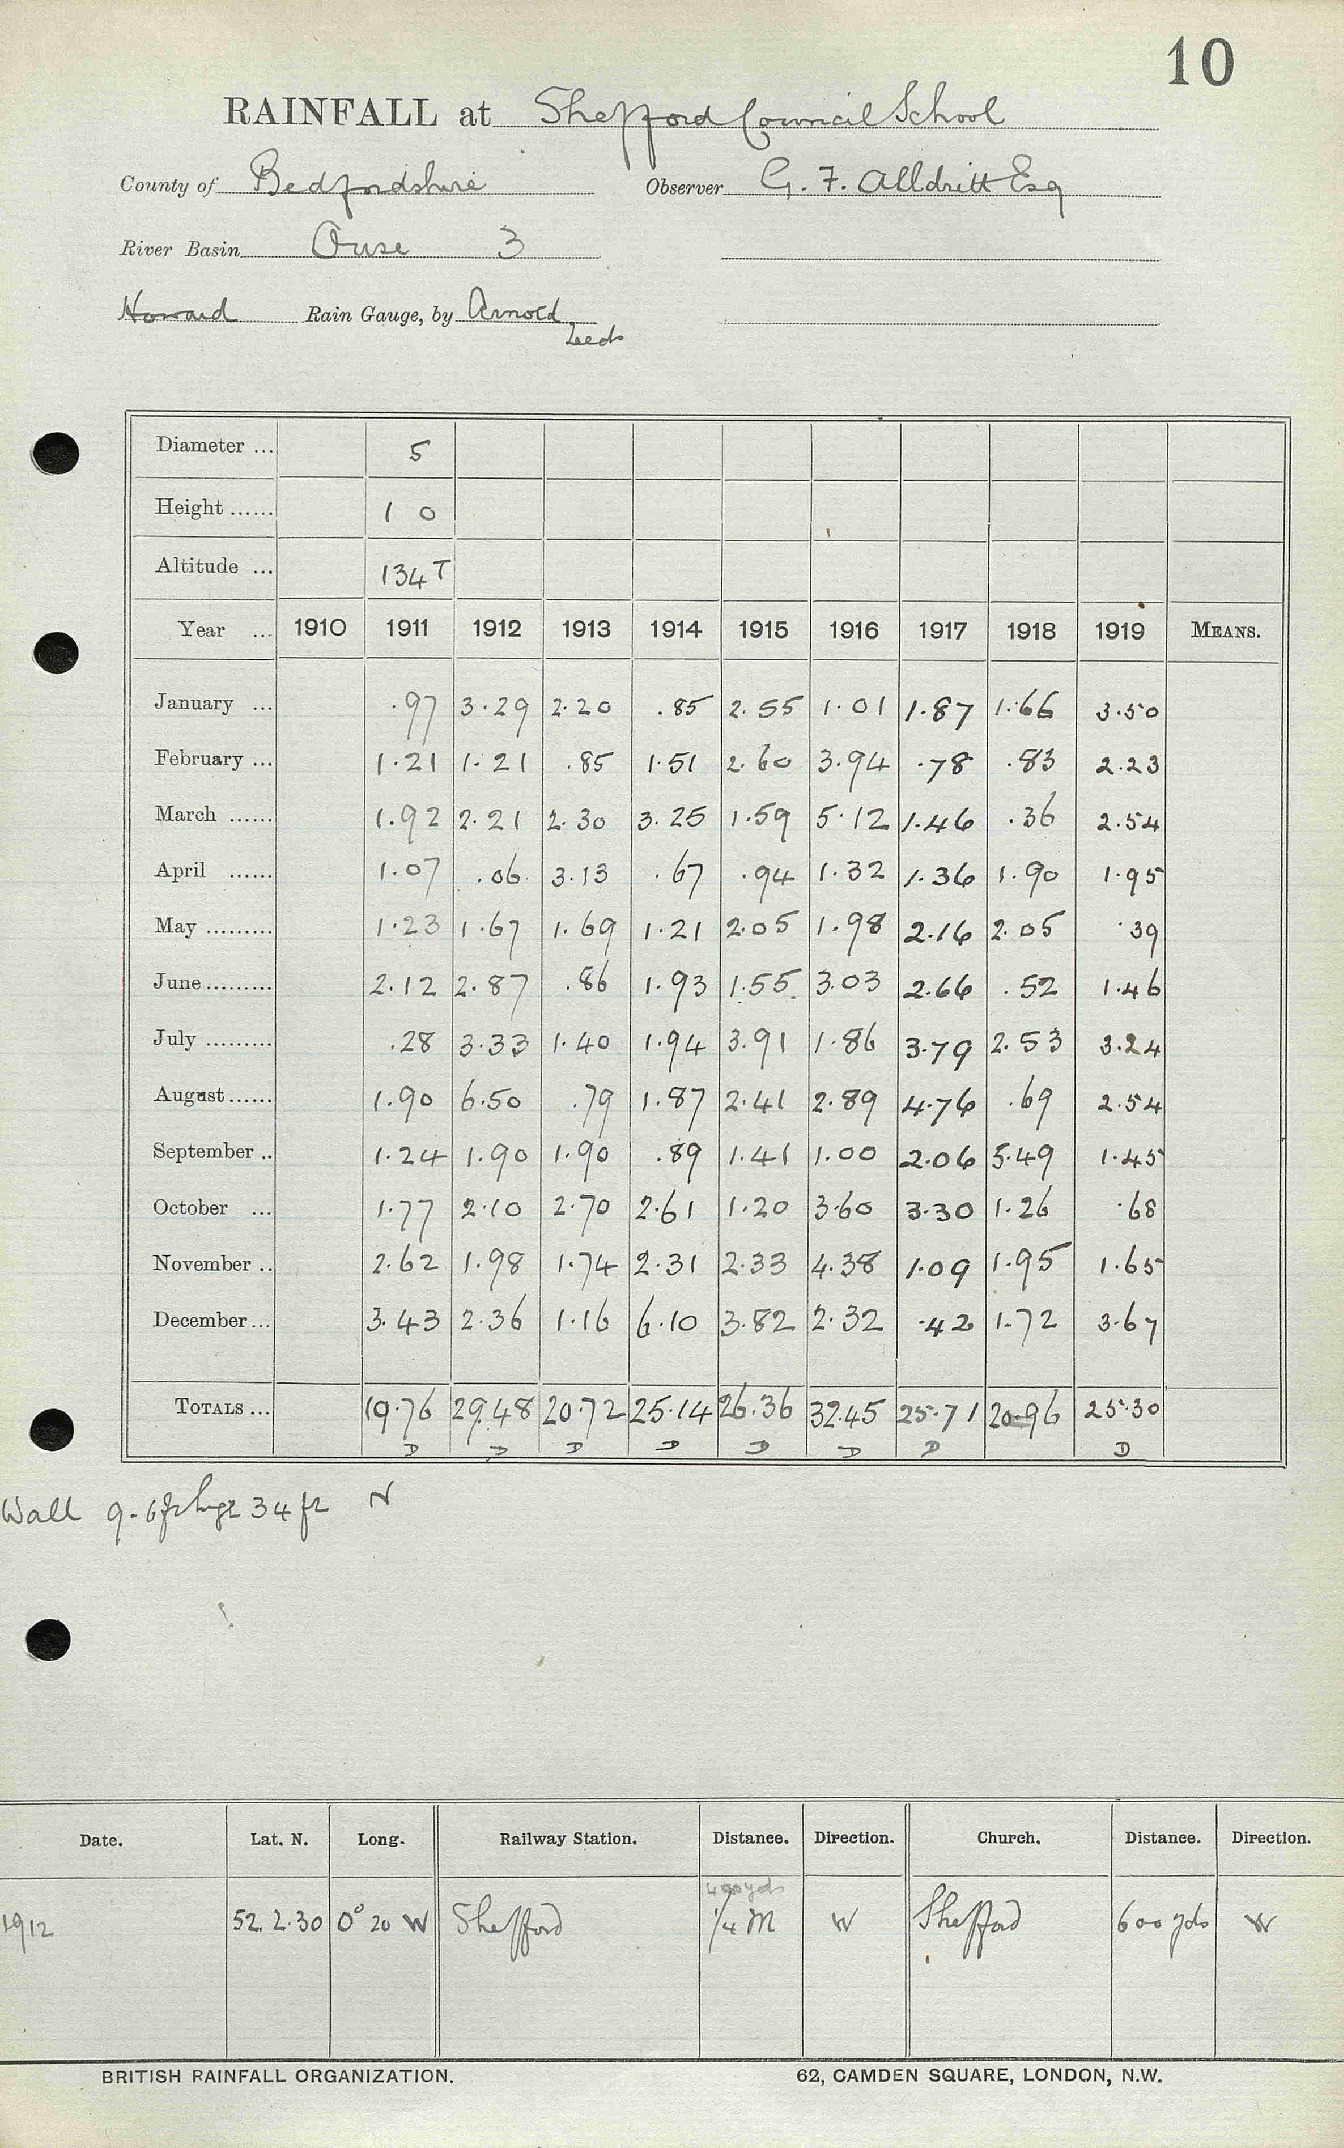 10
RAINFALL at Shefford Council School
County of Bedfordshire Observer G. F. Alldritt Esq
River Basin Ouse 3
Howard Rain Gauge, by Arnold
Leeds
Diameter ... 5
Height ...... 1 0
Altitude ... 134 T
Year ... 1910 1911 1912 1913 1914 1915 1916 1917 1918 1919 MEANS.
January ... .97 3.29 2.20 .85 2.55 1.01 1.87 1.66 3.50
February ... 1.21 1.21 .85 1.51 2.60 3.94 .78 .83 2.23
March ...... 1.92 2.21 2.30 3.25 1.59 5.12 1.46 .36 2.54
April ...... 1.07 .06 3.13 .67 .94 1.32 1.36 1.90 1.95
May ......... 1.23 1.67 1.69 1.21 2.05 1.98 2.16 2.05 .39
June ......... 2.12 2.87 .86 1.93 1.55 3.03 2.66 .52 1.46
July ......... .28 3.33 1.40 1.94 3.91 1.86 3.79 2.53 3.24
August ...... 1.90 6.50 .79 1.87 2.41 2.89 4.76 .69 2.54
September .. 1.24 1.90 1.90 .89 1.41 1.00 2.06 5.49 1.45
October ... 1.77 2.10 2.70 2.61 1.20 3.60 3.30 1.26 .68
November .. 2.62 1.98 1.74 2.31 2.33 4.38 1.09 1.95 1.65
December ... 3.43 2.36 1.16 6.10 3.82 2.32 .42 1.72 3.67
TOTALS ... 19.76 29.48 20.72 25.14 26.36 32.45 25.71 20.96 25.30
D D D D D D D D
Wall 9.6 ft high 34 ft N
Date. Lat. N. Long. Railway Station. Distance. Direction. Church. Distance. Direction.
400 yds
1912 52.2.30 0° 20 W Shefford 1/4 M W Shefford 600 yds W
BRITISH RAINFALL ORGANIZATION. 62, CAMDEN SQUARE, LONDON, N.W.